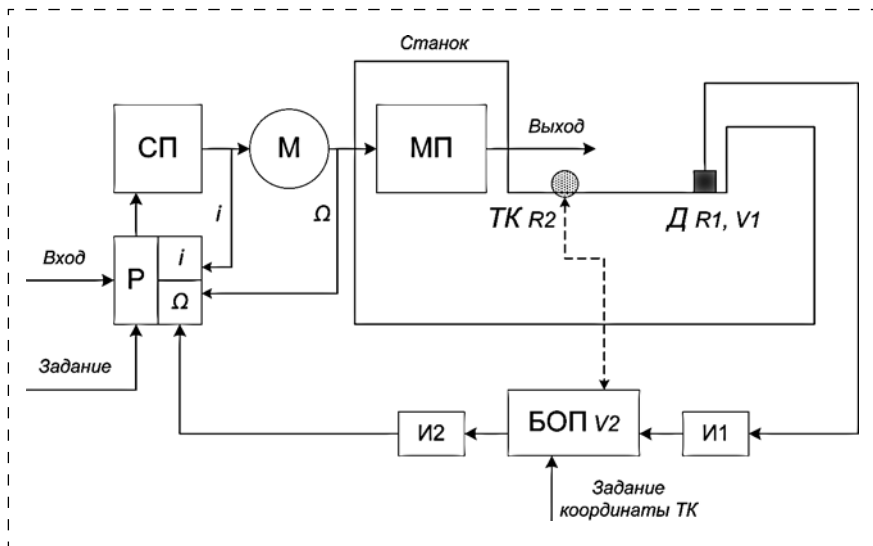 Станок
СП
М
МП
Выход
i
Ω
ТК R2
Д R1, V1
Вход
Р
i
Ω
Задание
И2
БОП V2
И1
Задание
координаты ТК